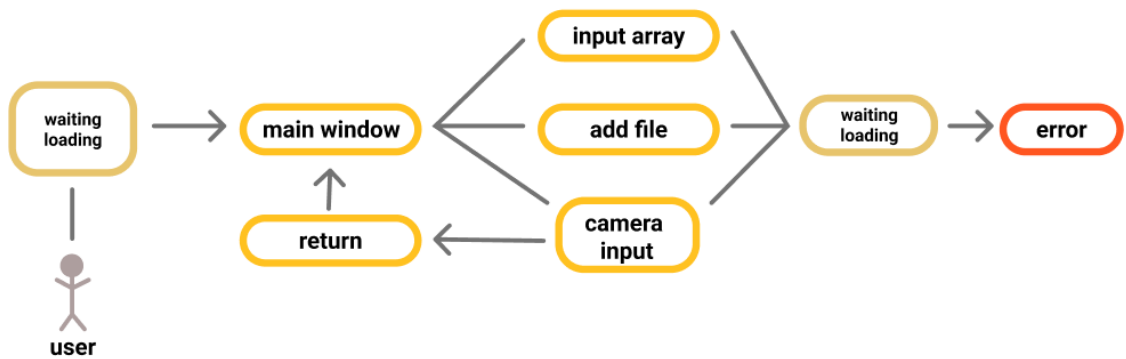 input array
waiting
loading
main window
add file
waiting
loading
error
return
camera
input
user